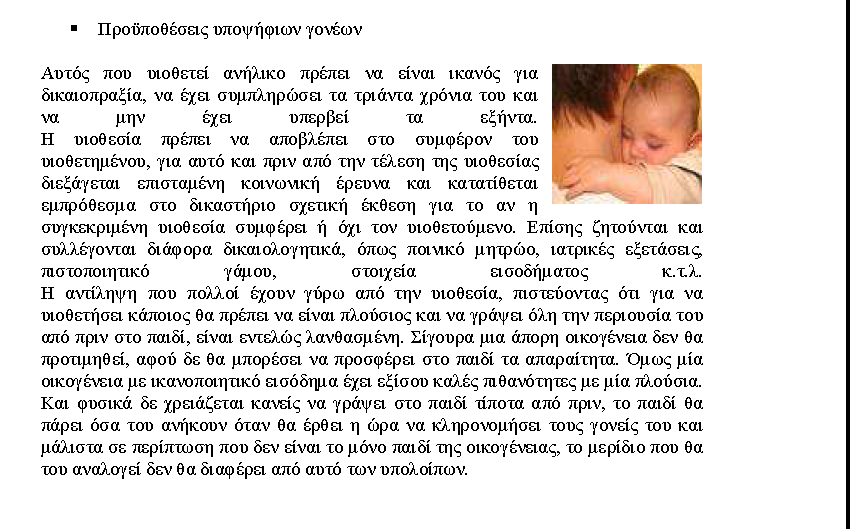 ▪ Προϋποθέσεις υποψήφιων γονέων
Αυτός που υιοθετεί ανήλικο πρέπει να είναι ικανός για
δικαιοπραξία, να έχει συμπληρώσει τα τριάντα χρόνια του και
να μην έχει υπερβεί τα εξήντα.
Η υιοθεσία πρέπει να αποβλέπει στο συμφέρον του
υιοθετημένου, για αυτό και πριν από την τέλεση της υιοθεσίας
διεξάγεται επισταμένη κοινωνική έρευνα και κατατίθεται
εμπρόθεσμα στο δικαστήριο σχετική έκθεση για το αν η
συγκεκριμένη υιοθεσία συμφέρει ή όχι τον υιοθετούμενο. Επίσης ζητούνται και
συλλέγονται διάφορα δικαιολογητικά, όπως ποινικό μητρώο, ιατρικές εξετάσεις,
πιστοποιητικό γάμου, στοιχεία εισοδήματος κ.τ.λ.
Η αντίληψη που πολλοί έχουν γύρω από την υιοθεσία, πιστεύοντας ότι για να
υιοθετήσει κάποιος θα πρέπει να είναι πλούσιος και να γράψει όλη την περιουσία του
από πριν στο παιδί, είναι εντελώς λανθασμένη. Σίγουρα μια άπορη οικογένεια δεν θα
προτιμηθεί, αφού δε θα μπορέσει να προσφέρει στο παιδί τα απαραίτητα. Όμως μία
οικογένεια με ικανοποιητικό εισόδημα έχει εξίσου καλές πιθανότητες με μία πλούσια.
Και φυσικά δε χρειάζεται κανείς να γράψει στο παιδί τίποτα από πριν, το παιδί θα
πάρει όσα του ανήκουν όταν θα έρθει η ώρα να κληρονομήσει τους γονείς του και
μάλιστα σε περίπτωση που δεν είναι το μόνο παιδί της οικογένειας, το μερίδιο που θα
του αναλογεί δεν θα διαφέρει από αυτό των υπολοίπων.